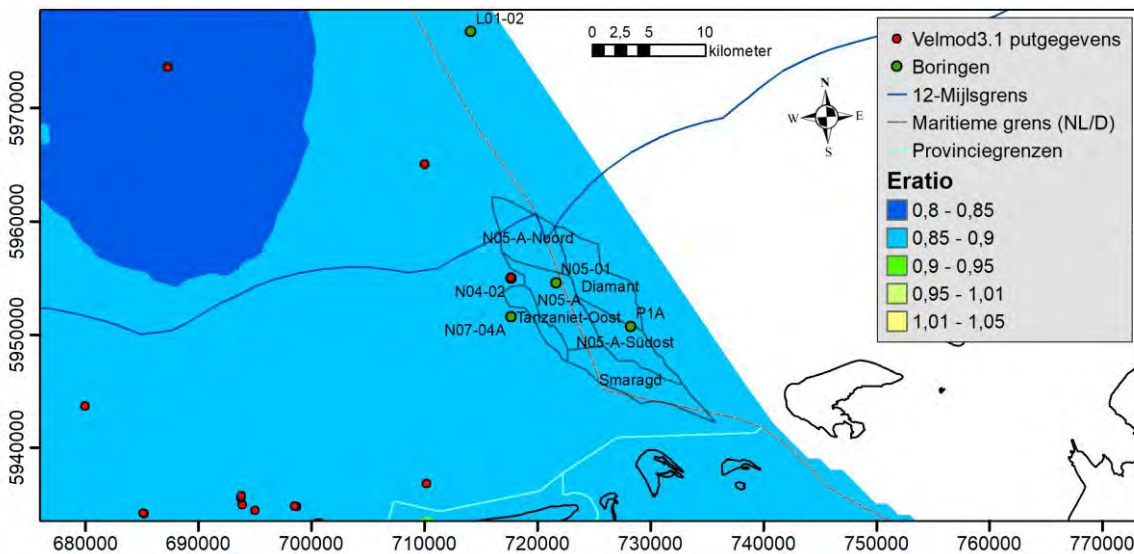 L01-02
0 2,5 5 10
kilometer
N
W E
S
Velmod3.1 putgegevens
Boringen
12-Mijlsgrens
Maritieme grens (NL/D)
Provinciegrenzen
Eratio
0,8 - 0,85
0,85 - 0,9
0,9 - 0,95
0,95 - 1,01
1,01 - 1,05
5970000
5960000
5950000
5940000
N05-A-Noord
N05-01
Diamant
N04-02
N05-A
Tanzaniet-Oost
P1A
N07-04A
N05-A-Südost
Smaragd
680000 690000 700000 710000 720000 730000 740000 750000 760000 770000